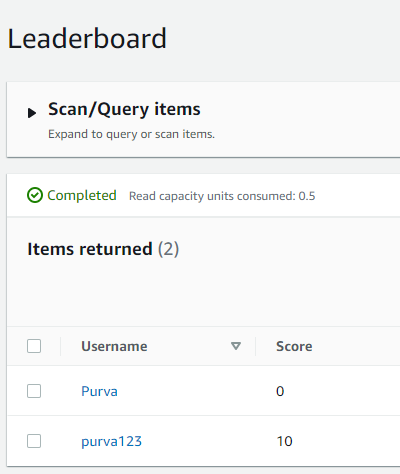 Leaderboard
Scan/Query items
Expand to query or scan items.
Completed Read capacity units consumed: 0.5
Items returned (2)
Username Score
Purva 0
purva123 10